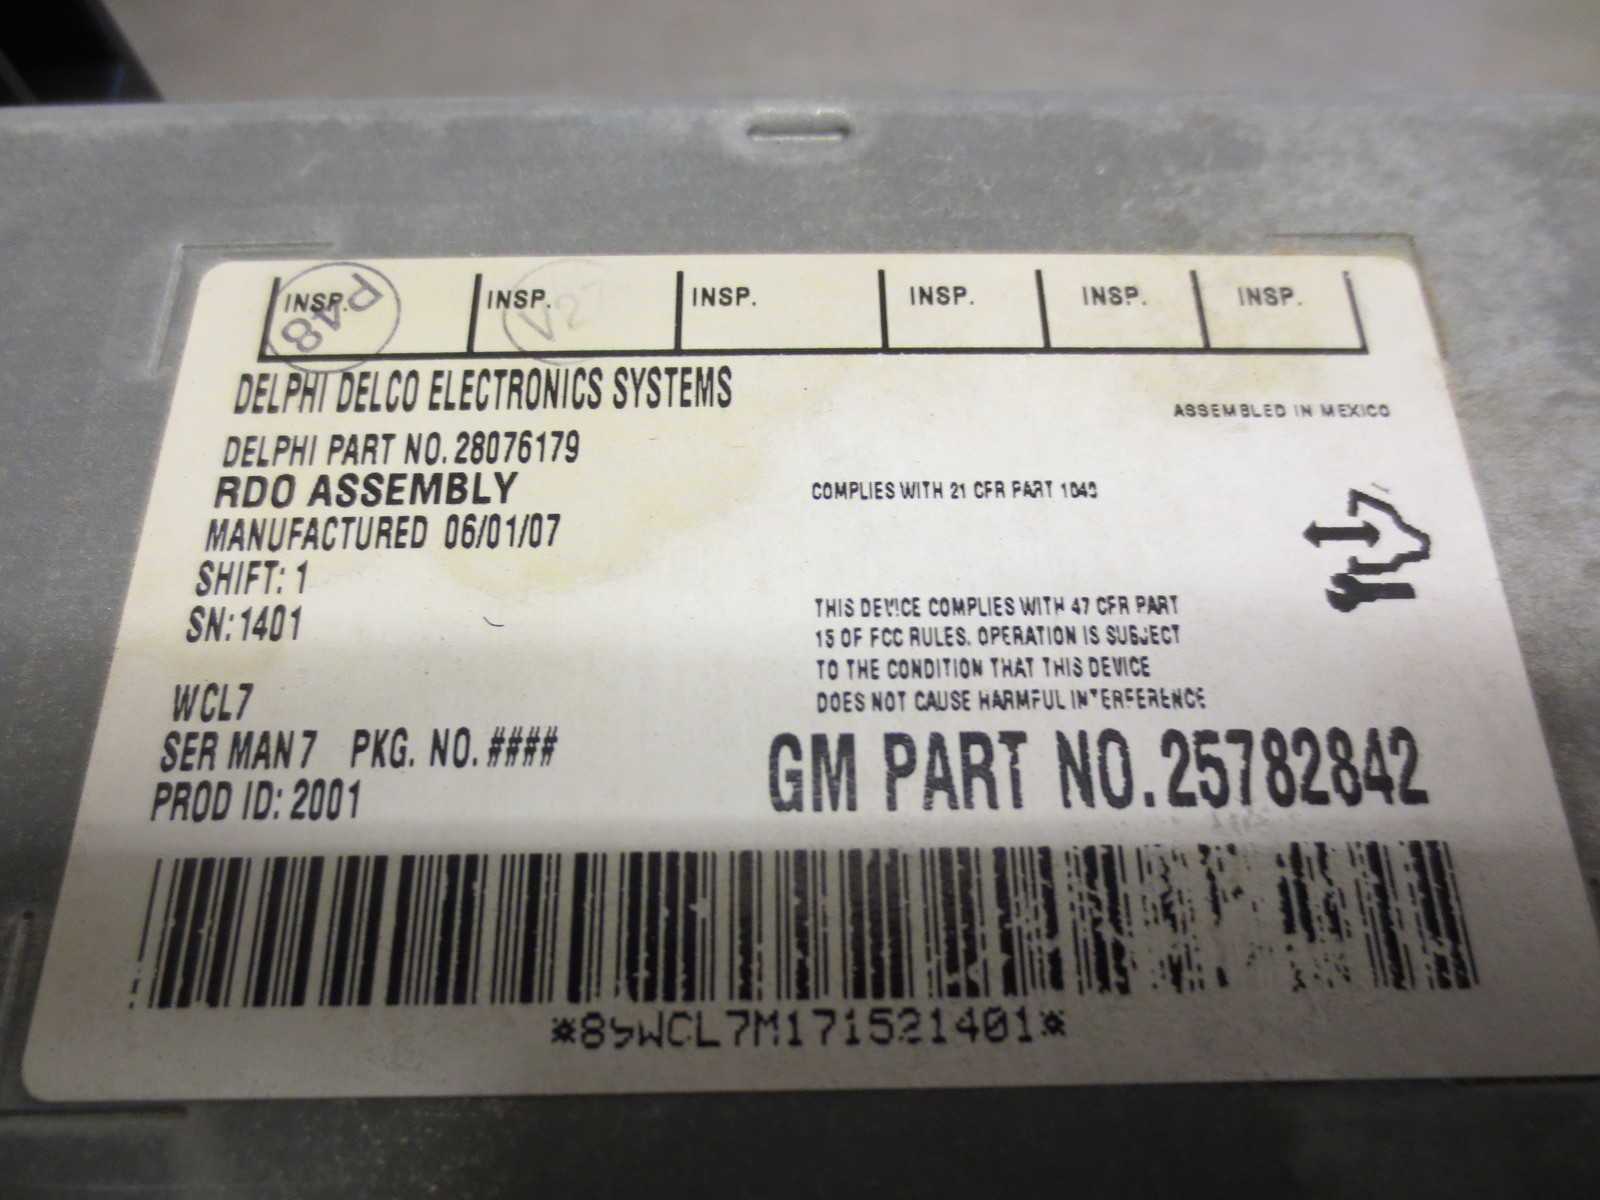 INSP. INSP. INSP. INSP. INSP. INSP.
P48
DELPHI DELCO ELECTRONICS SYSTEMS
ASSEMBLED IN MEXICO
DELPHI PART NO. 28076179
RDO ASSEMBLY
MANUFACTURED 06/01/07
SHIFT: 1
SN: 1401
COMPLIES WITH 21 CFR PART 1040
THIS DEVICE COMPLIES WITH 47 CFR PART
15 OF FCC RULES. OPERATION IS SUBJECT
TO THE CONDITION THAT THIS DEVICE
DOES NOT CAUSE HARMFUL INTERFERENCE
WCL7
SER MAN 7 PKG. NO. ####
PROD ID: 2001
GM PART NO. 25782842